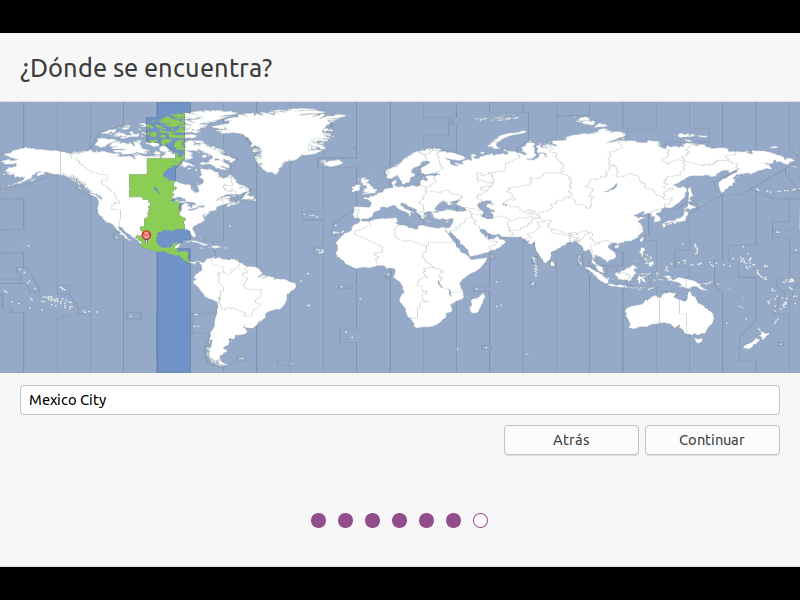 ¿Dónde se encuentra?
Mexico City
Atrás
Continuar